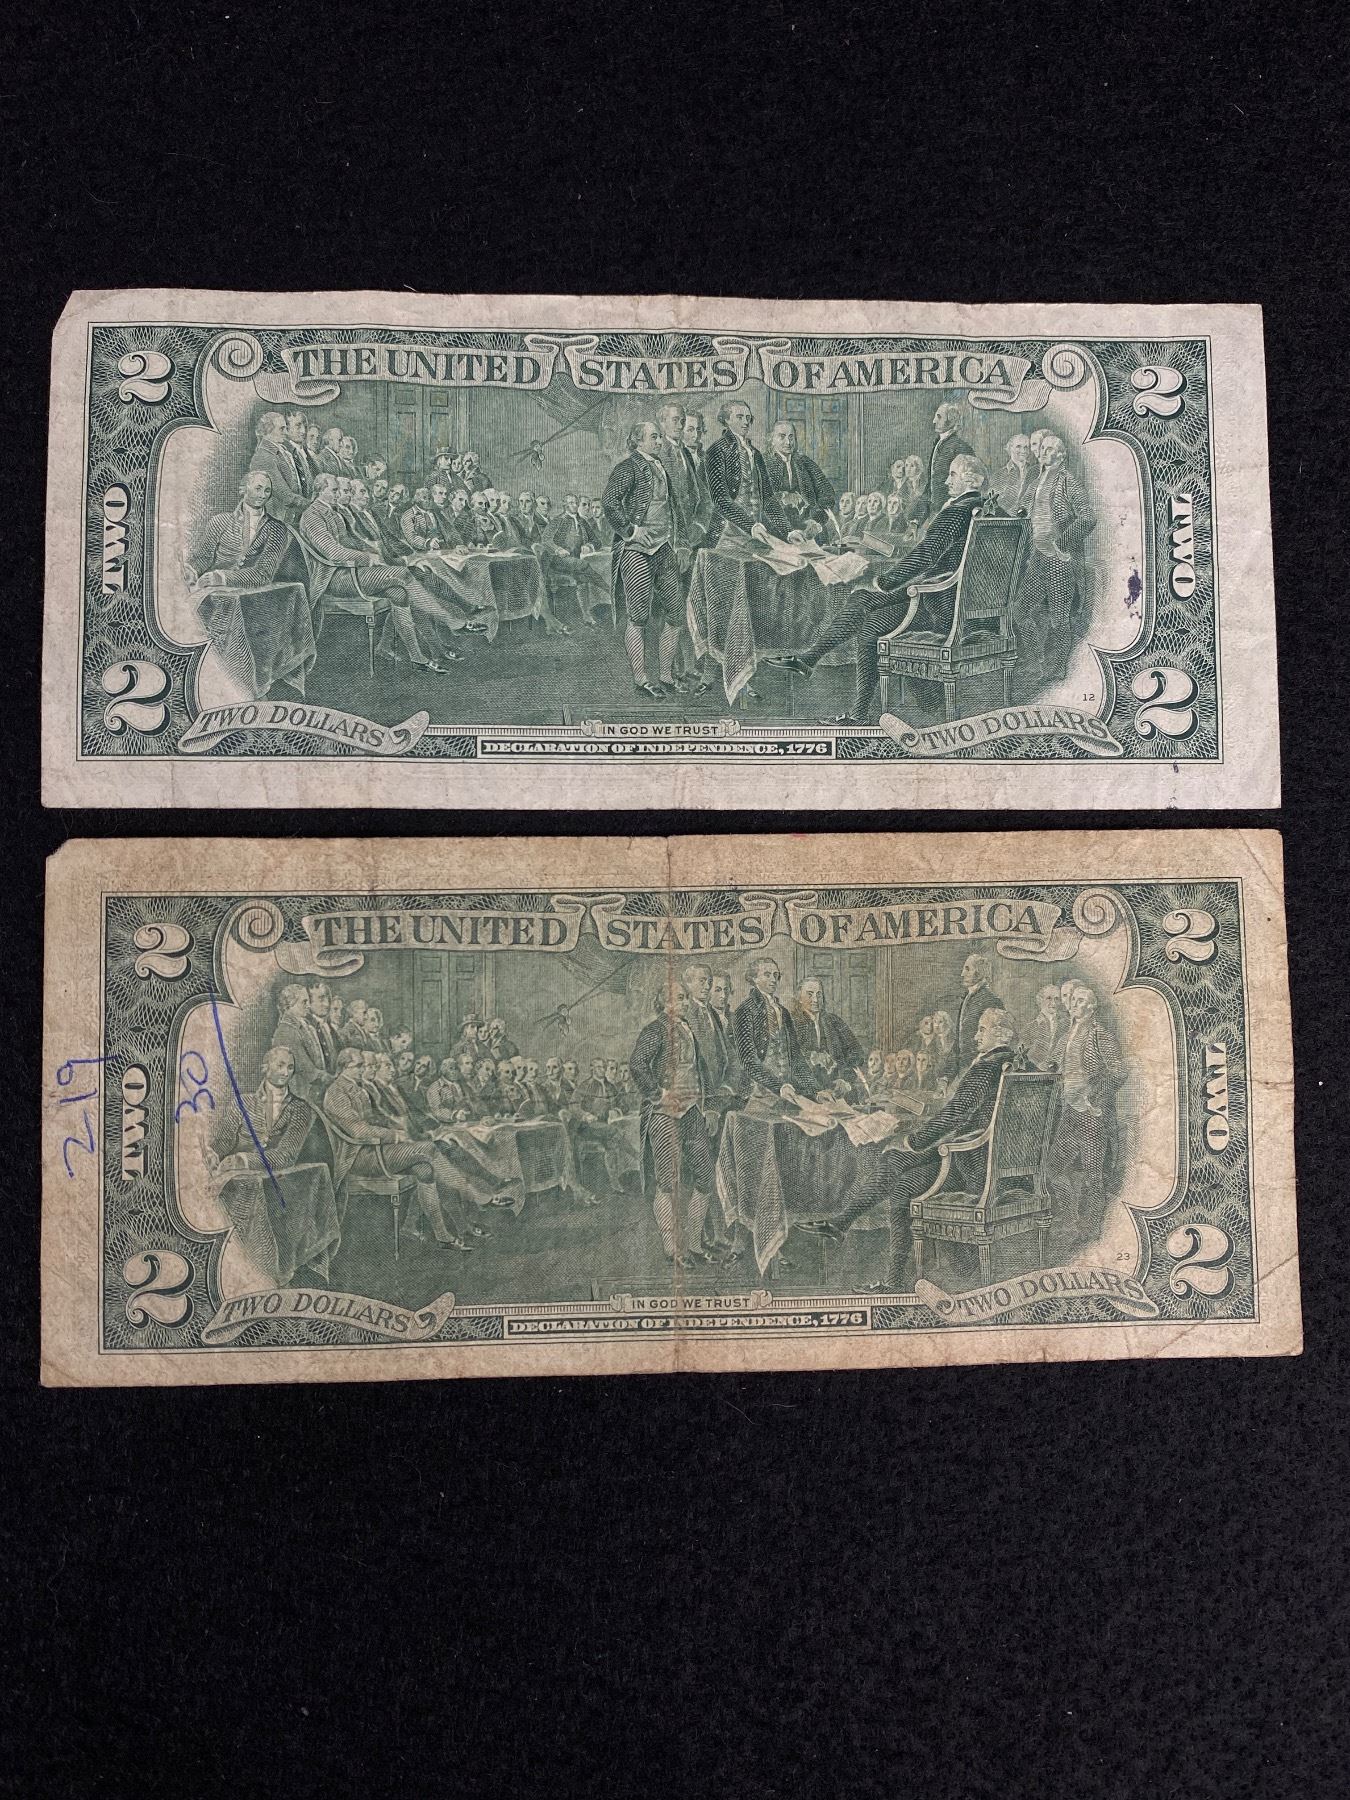 2 THE UNITED STATES OF AMERICA 2
TWO TWO
12
2 2
TWO DOLLARS IN GOD WE TRUST TWO DOLLARS
DECLARATION OF INDEPENDENCE, 1776
2 THE UNITED STATES OF AMERICA 2
219 TWO 30 TWO
23
2 2
TWO DOLLARS IN GOD WE TRUST TWO DOLLARS
DECLARATION OF INDEPENDENCE, 1776